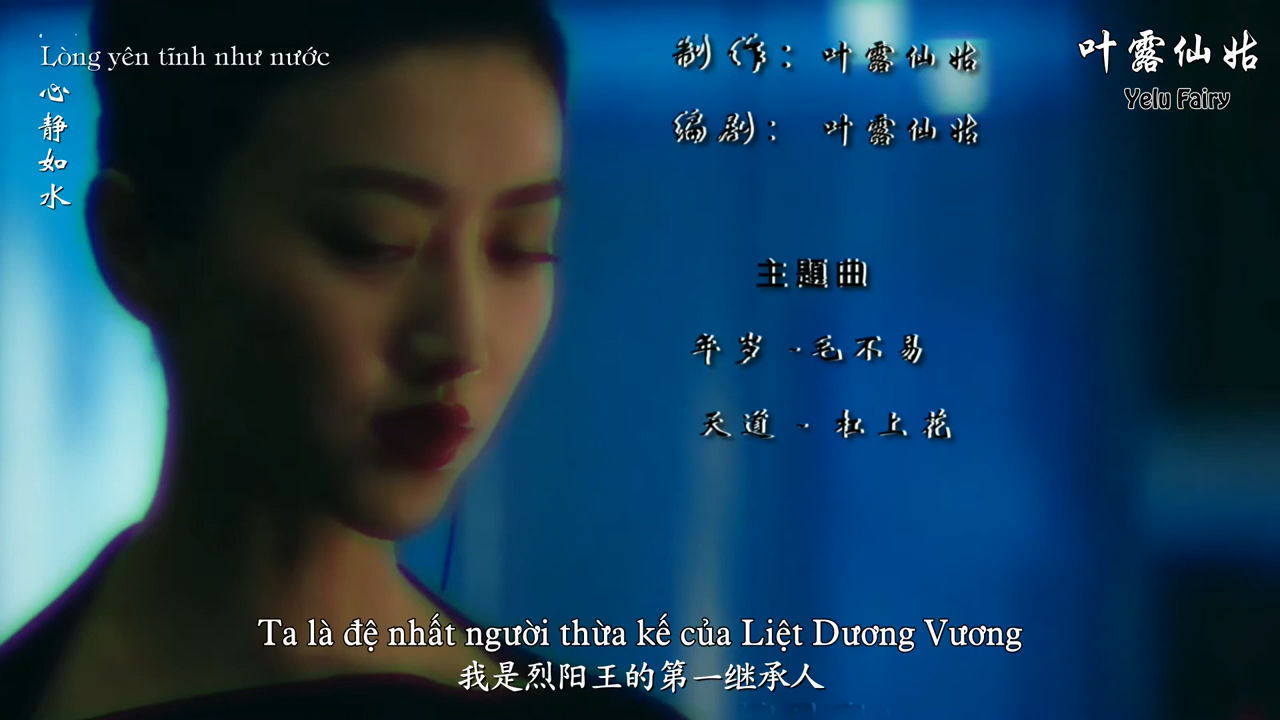 Lòng yên tĩnh như nước
心静如水
制作：叶露仙姑
编剧：叶露仙姑
主題曲
年岁 - 毛不易
天道 - 杜上花
叶露仙姑
Yelu Fairy
Ta là đệ nhất người thừa kế của Liệt Dương Vương
我是烈阳王的第一继承人